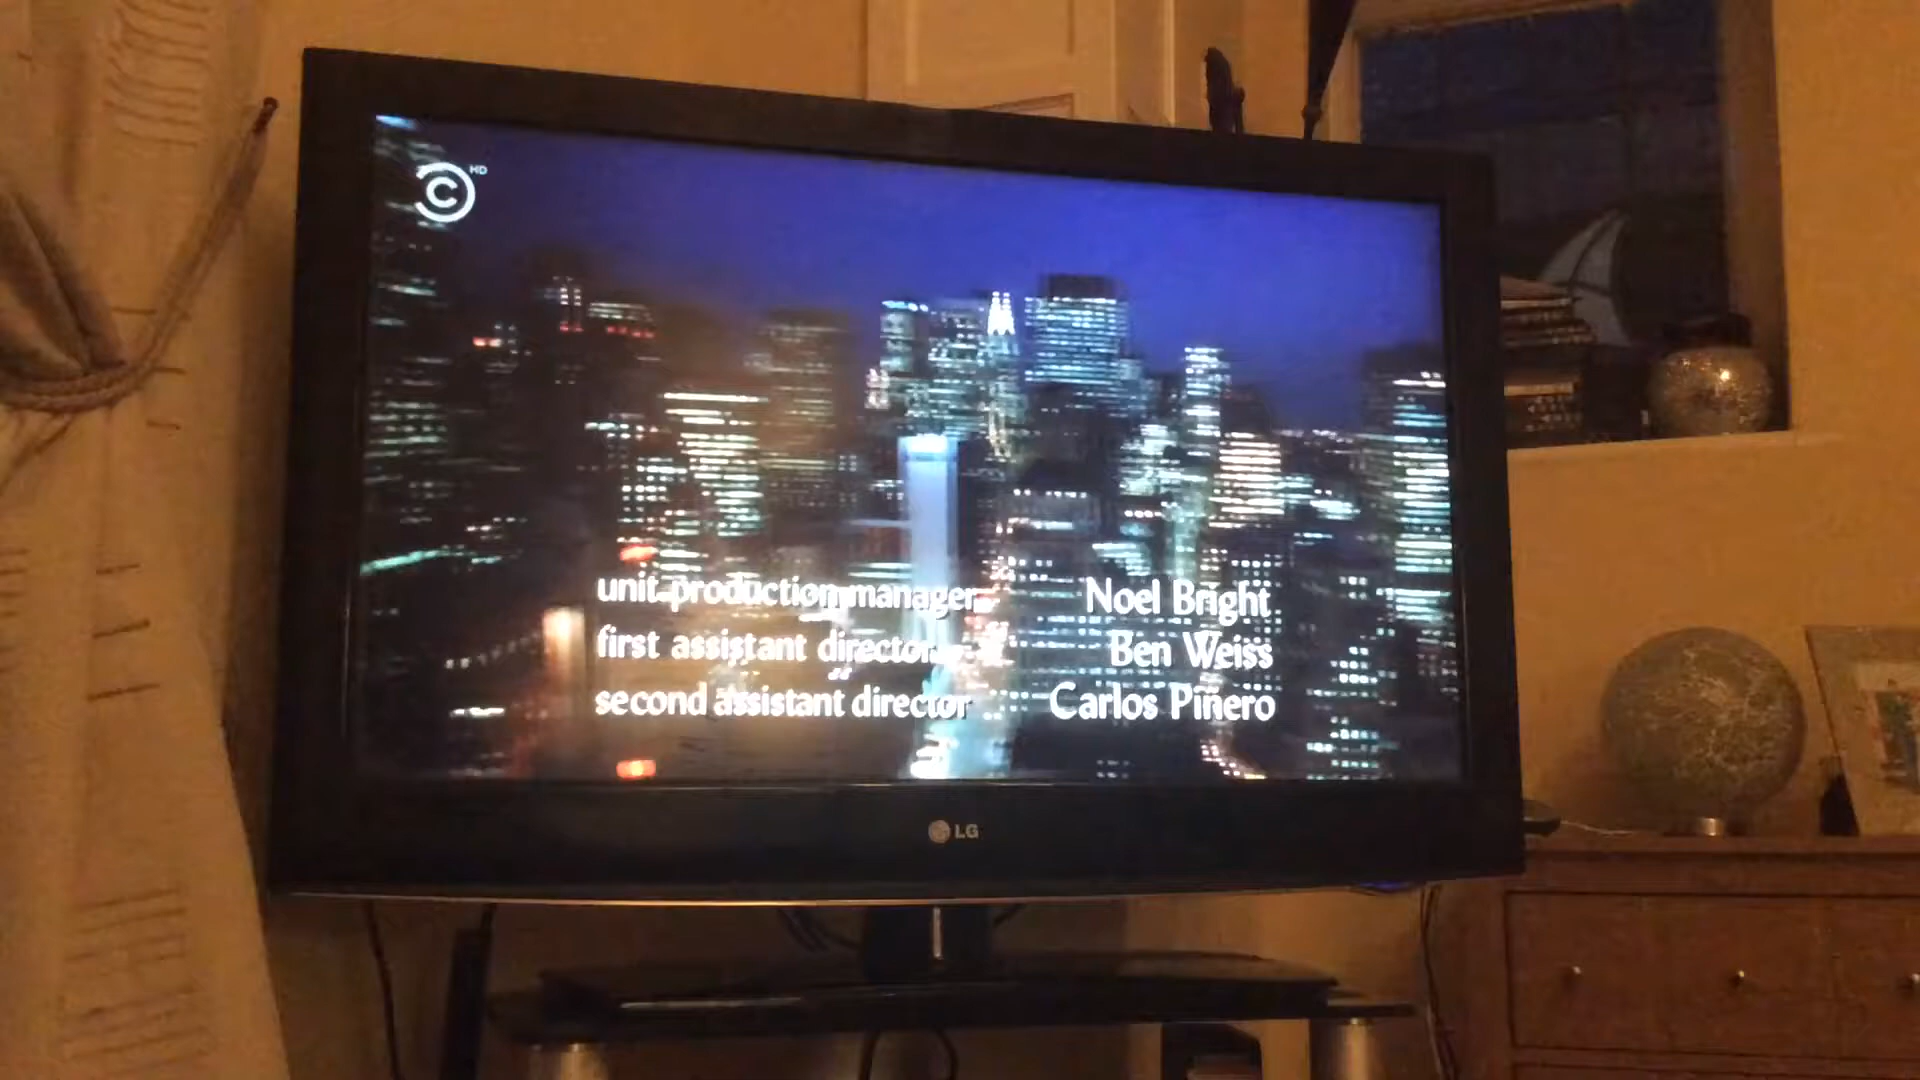 C HD
unit production manager Noel Bright
first assistant director Ben Weiss
second assistant director Carlos Piñero
LG